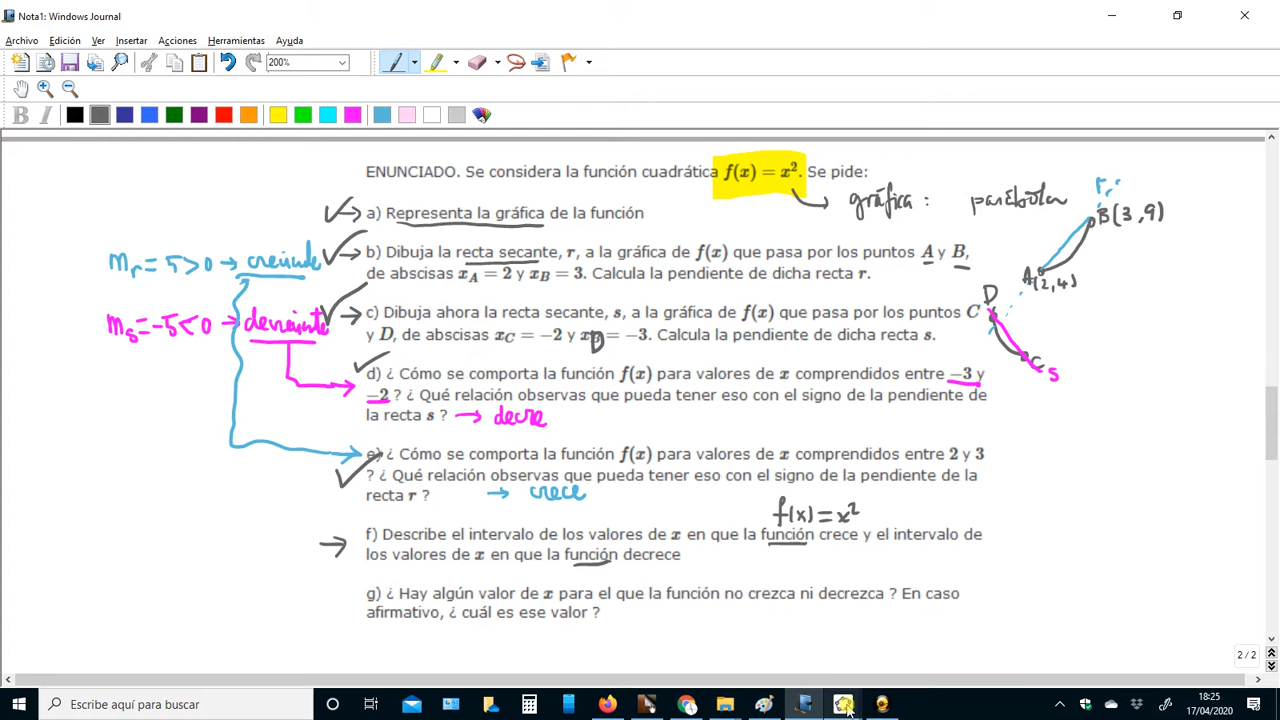 Nota1: Windows Journal
Archivo Edición Ver Insertar Acciones Herramientas Ayuda
200%
B I
ENUNCIADO. Se considera la función cuadrática f(x) = x². Se pide:
gráfica : parábola
r
a) Representa la gráfica de la función
B(3,9)
b) Dibuja la recta secante, r, a la gráfica de f(x) que pasa por los puntos A y B,
mr = 5 > 0 → creciente
de abscisas xA = 2 y xB = 3. Calcula la pendiente de dicha recta r.
A(2,4)
D
c) Dibuja ahora la recta secante, s, a la gráfica de f(x) que pasa por los puntos C
ms = -5 < 0 → decreciente
y D, de abscisas xC = −2 y xD = −3. Calcula la pendiente de dicha recta s.
C
s
d) ¿ Cómo se comporta la función f(x) para valores de x comprendidos entre −3 y
−2 ? ¿ Qué relación observas que pueda tener eso con el signo de la pendiente de
la recta s ? → decre
e) ¿ Cómo se comporta la función f(x) para valores de x comprendidos entre 2 y 3
? ¿ Qué relación observas que pueda tener eso con el signo de la pendiente de la
recta r ? → crece
f(x) = x²
→ f) Describe el intervalo de los valores de x en que la función crece y el intervalo de
los valores de x en que la función decrece
g) ¿ Hay algún valor de x para el que la función no crezca ni decrezca ? En caso
afirmativo, ¿ cuál es ese valor ?
2 / 2
Escribe aquí para buscar
18:25
17/04/2020